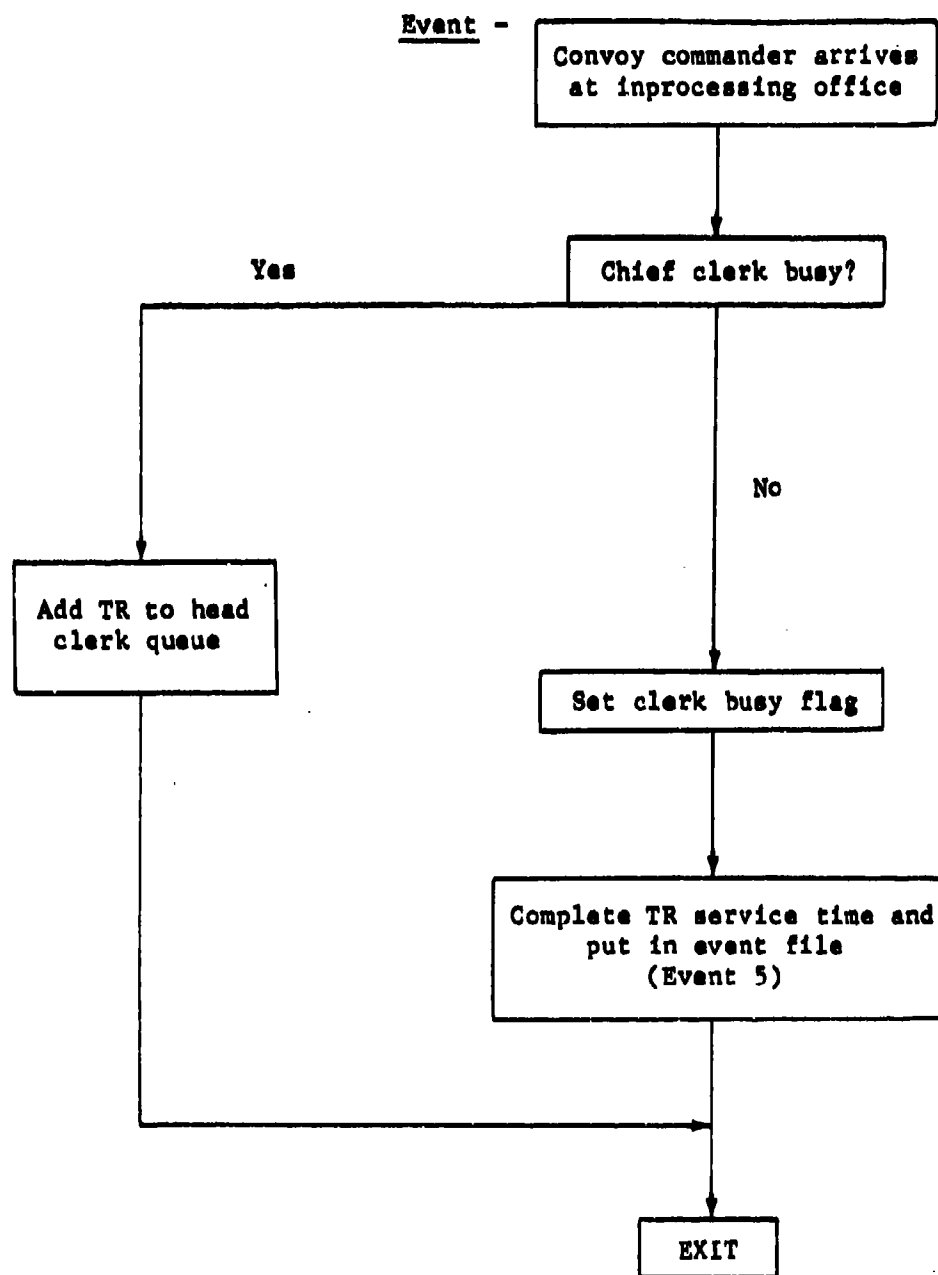 Event -
Convoy commander arrives
at inprocessing office
Chief clerk busy?
Yes
No
Add TR to head
clerk queue
Set clerk busy flag
Complete TR service time and
put in event file
(Event 5)
EXIT